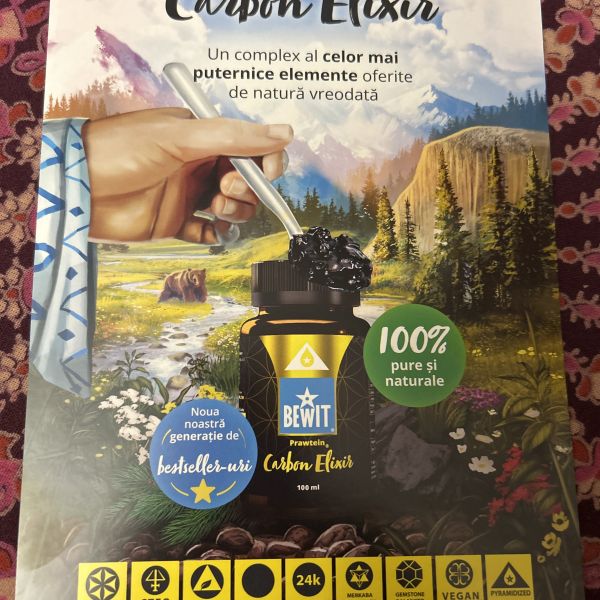 Carbon Elixir
Un complex al celor mai
puternice elemente oferite
de natură vreodată
100%
pure și
naturale
BEWIT
Prawtein
Carbon Elixir
100 ml
Noua
noastră
generație de
bestseller-uri
24k
MERKABA
GEMSTONE
VEGAN
PYRAMIDIZED